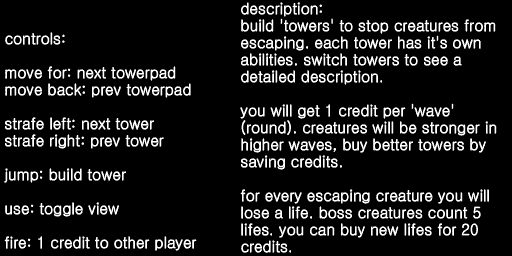 controls:
move for: next towerpad
move back: prev towerpad
strafe left: next tower
strafe right: prev tower
jump: build tower
use: toggle view
fire: 1 credit to other player
description:
build 'towers' to stop creatures from
escaping. each tower has it's own
abilities. switch towers to see a
detailed description.
you will get 1 credit per 'wave'
(round). creatures will be stronger in
higher waves, buy better towers by
saving credits.
for every escaping creature you will
lose a life. boss creatures count 5
lifes. you can buy new lifes for 20
credits.